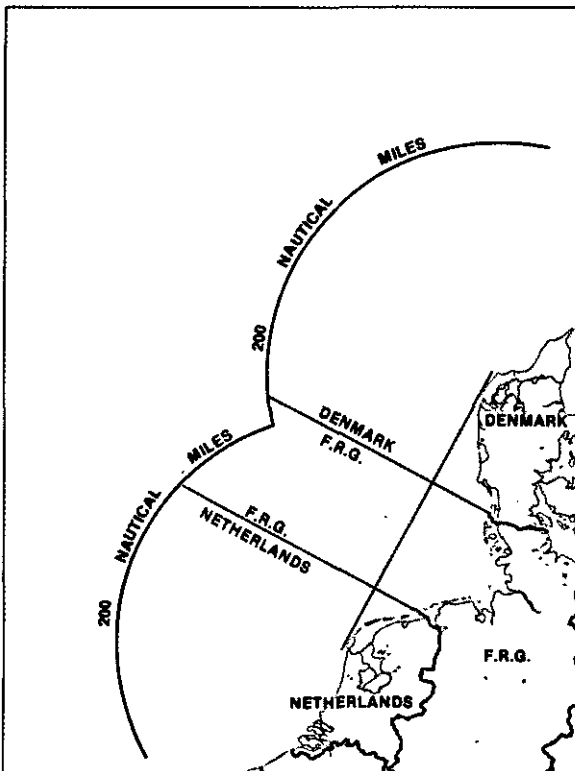 MILES
NAUTICAL
200
DENMARK
F.R.G.
DENMARK
MILES
NAUTICAL
200
F.R.G.
NETHERLANDS
F.R.G.
NETHERLANDS